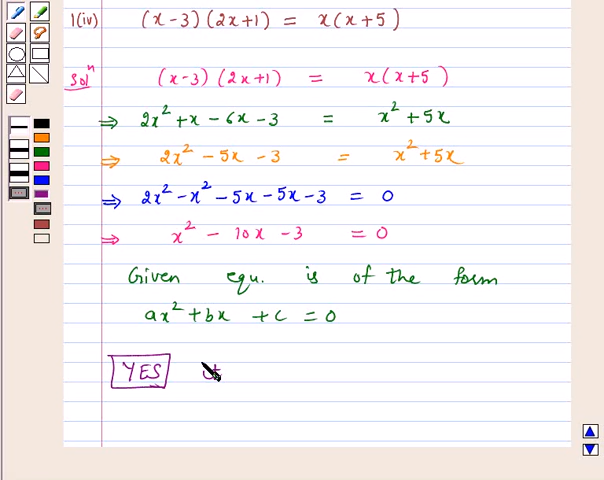 1(iv) (x-3) (2x+1) = x(x+5)
Solⁿ (x-3) (2x+1) = x(x+5)
⇒ 2x² + x - 6x - 3 = x² + 5x
⇒ 2x² - 5x - 3 = x² + 5x
⇒ 2x² - x² - 5x - 5x - 3 = 0
⇒ x² - 10x - 3 = 0
Given equ. is of the form
ax² + bx + c = 0
YES